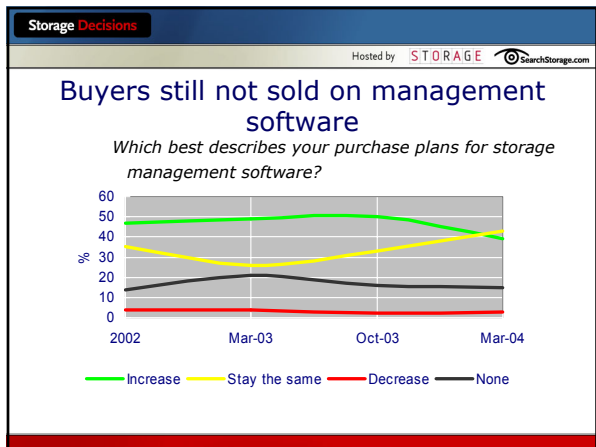 Storage Decisions
Hosted by STORAGE SearchStorage.com
Buyers still not sold on management
software
Which best describes your purchase plans for storage
management software?
60
50
40
30
20
10
0
%
2002 Mar-03 Oct-03 Mar-04
Increase Stay the same Decrease None